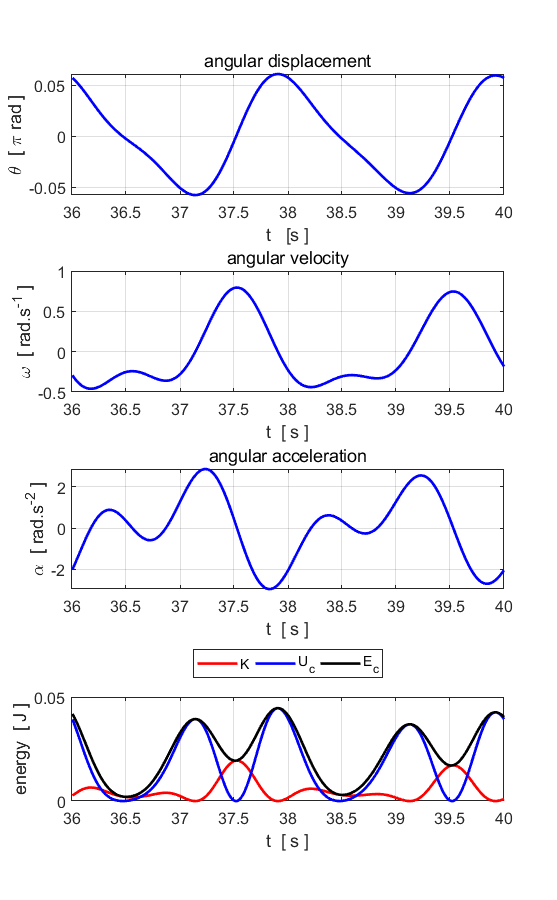 angular displacement
θ [ π rad ]
0.05
0
-0.05
36 36.5 37 37.5 38 38.5 39 39.5 40
t [s ]
angular velocity
ω [ rad.s-1 ]
1
0.5
0
-0.5
36 36.5 37 37.5 38 38.5 39 39.5 40
t [ s ]
angular acceleration
α [ rad.s-2 ]
2
0
-2
36 36.5 37 37.5 38 38.5 39 39.5 40
t [ s ]
K Uc Ec
energy [ J ]
0.05
0
36 36.5 37 37.5 38 38.5 39 39.5 40
t [ s ]